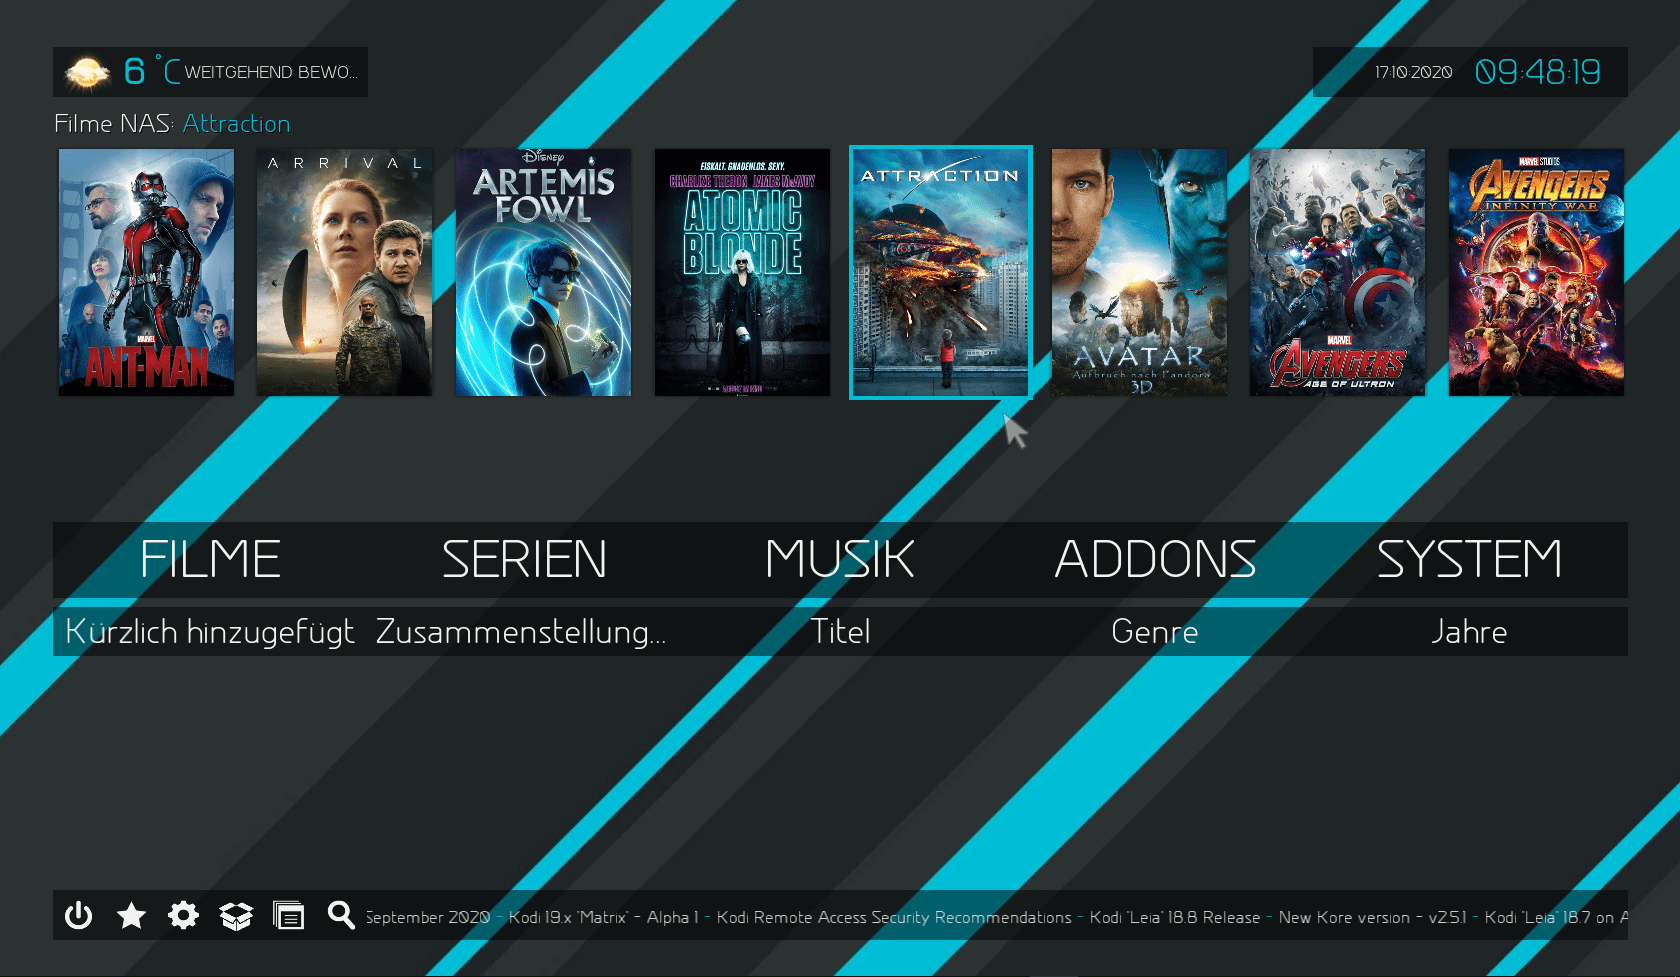 6 °C WEITGEHEND BEWÖ...
17.10.2020 09:48:19
Filme NAS: Attraction
MARVEL
ANT-MAN
ARRIVAL
DISNEY
ARTEMIS
FOWL
EISKALT. GNADENLOS. SEXY.
CHARLIZE THERON JAMES McAVOY
ATOMIC
BLONDE
ATTRACTION
AVATAR
Aufbruch nach Pandora
3D
MARVEL
AVENGERS
AGE OF ULTRON
MARVEL STUDIOS
AVENGERS
INFINITY WAR
FILME SERIEN MUSIK ADDONS SYSTEM
Kürzlich hinzugefügt Zusammenstellung... Titel Genre Jahre
September 2020 - Kodi 19.x "Matrix" - Alpha 1 - Kodi Remote Access Security Recommendations - Kodi "Leia" 18.8 Release - New Kore version - v2.5.1 - Kodi "Leia" 18.7 on A